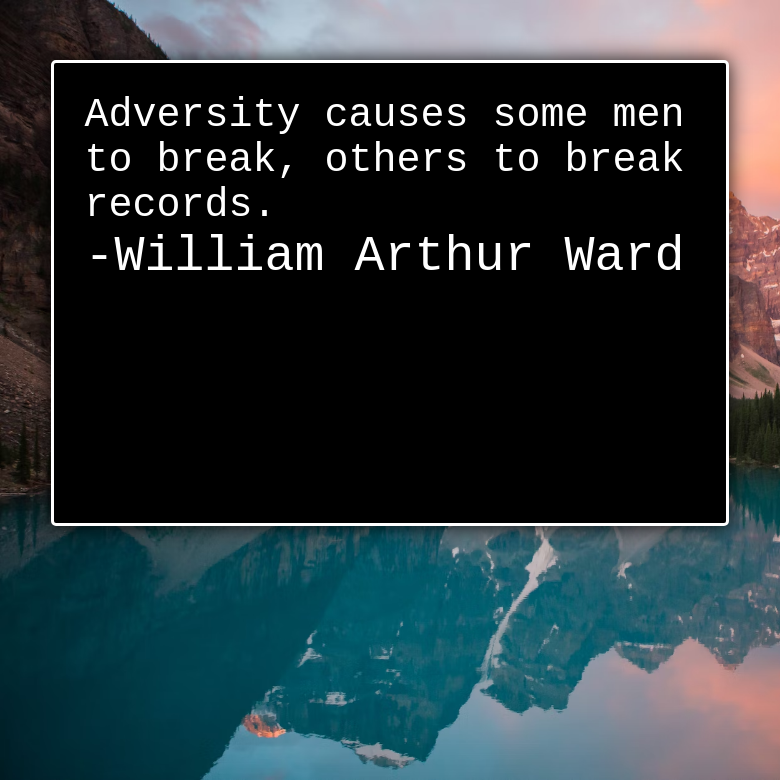 Adversity causes some men
to break, others to break
records.
-William Arthur Ward